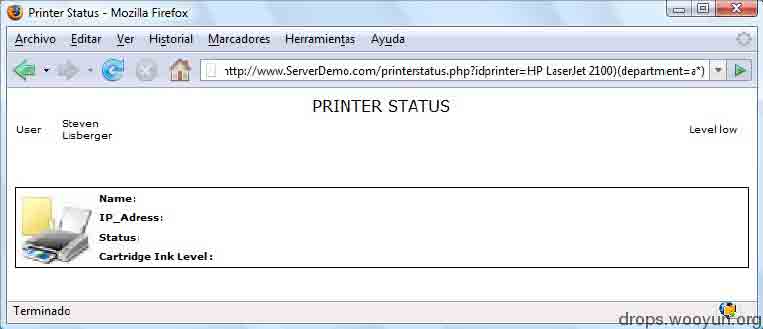 Printer Status - Mozilla Firefox
Archivo Editar Ver Historial Marcadores Herramientas Ayuda
http://www.ServerDemo.com/printerstatus.php?idprinter=HP LaserJet 2100)(department=a*)
PRINTER STATUS
User Steven Lisberger Level low
Name:
IP_Adress:
Status:
Cartridge Ink Level:
Terminado
drops.wooyun.org